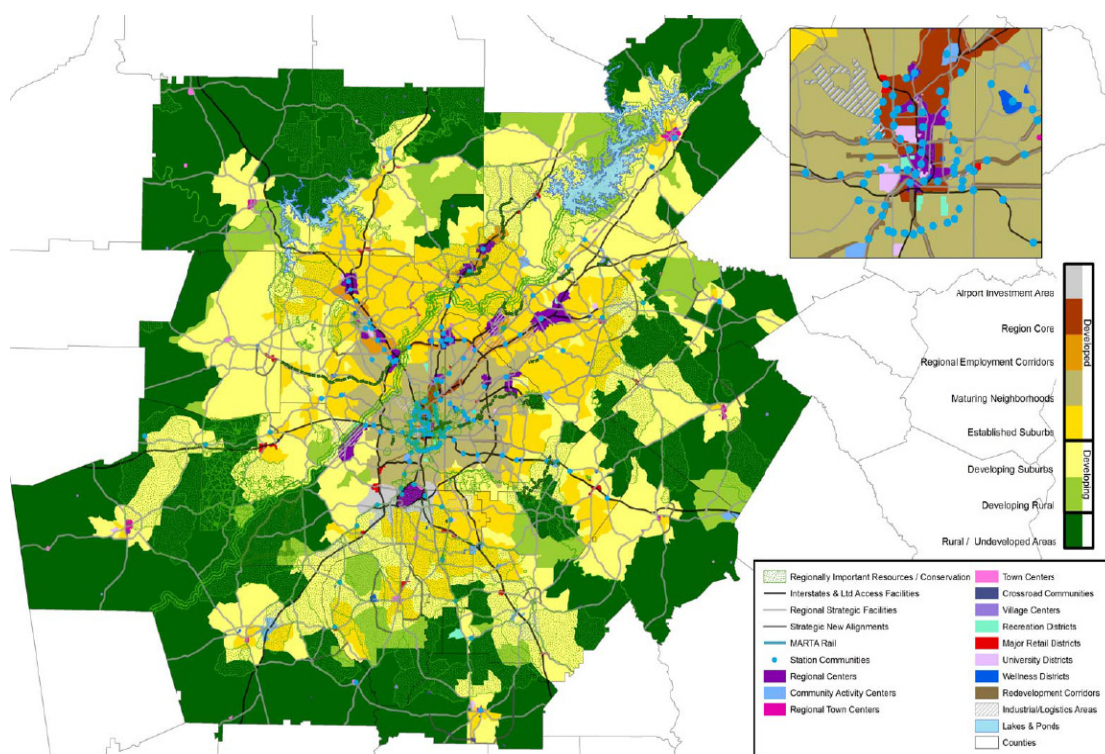 Airport Investment Area
Region Core
Regional Employment Corridors
Maturing Neighborhoods
Established Suburbs
Developing Suburbs
Developing Rural
Rural / Undeveloped Areas
Developed
Developing
Regionally Important Resources / Conservation
Interstates & Ltd Access Facilities
Regional Strategic Facilities
Strategic New Alignments
MARTA Rail
Station Communities
Regional Centers
Community Activity Centers
Regional Town Centers
Town Centers
Crossroad Communities
Village Centers
Recreation Districts
Major Retail Districts
University Districts
Wellness Districts
Redevelopment Corridors
Industrial/Logistics Areas
Lakes & Ponds
Counties